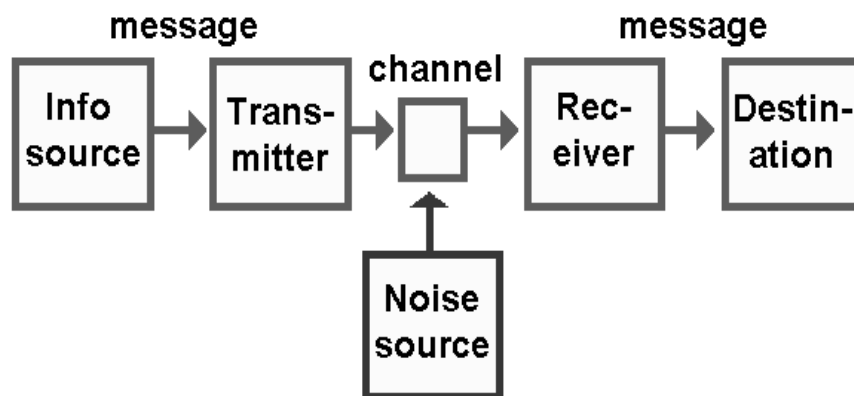 message
message
channel
Info
source
Trans-
mitter
Rec-
eiver
Destin-
ation
Noise
source